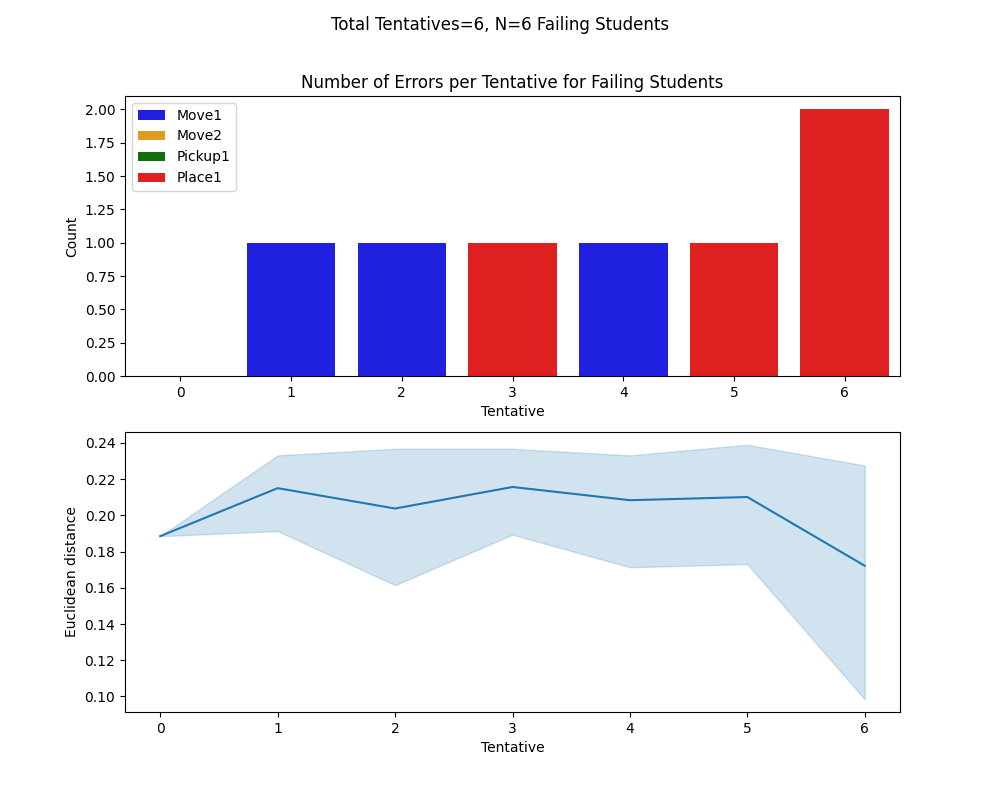 Total Tentatives=6, N=6 Failing Students
Number of Errors per Tentative for Failing Students
Move1
Move2
Pickup1
Place1
Count
2.00
1.75
1.50
1.25
1.00
0.75
0.50
0.25
0.00
0 1 2 3 4 5 6
Tentative
Euclidean distance
0.24
0.22
0.20
0.18
0.16
0.14
0.12
0.10
0 1 2 3 4 5 6
Tentative